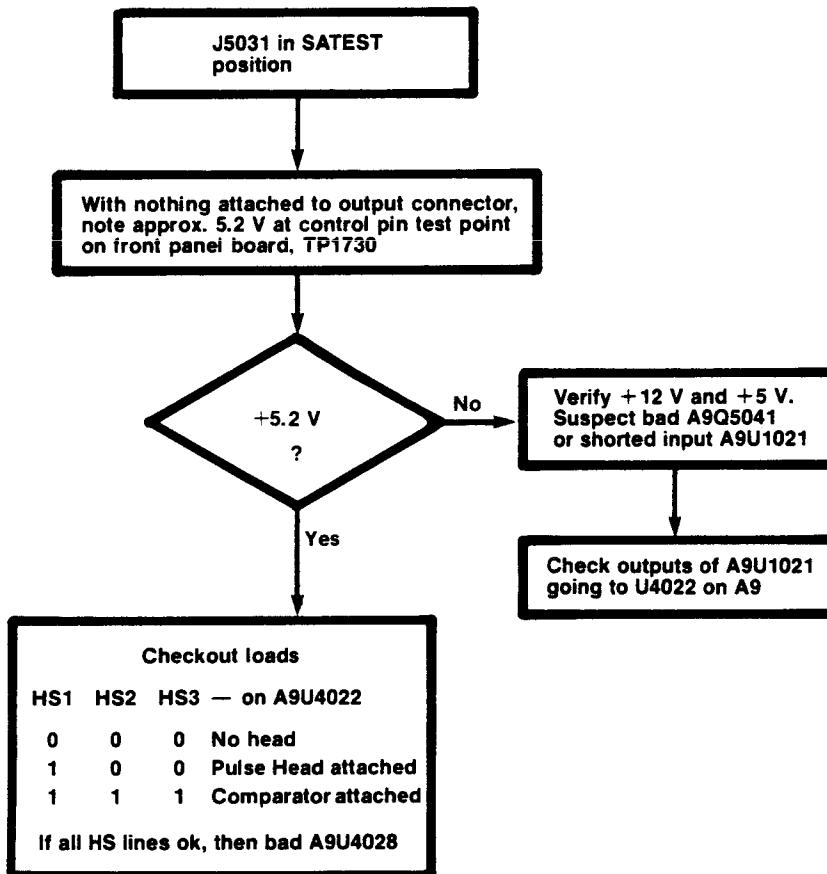 J5031 in SATEST
position
With nothing attached to output connector,
note approx. 5.2 V at control pin test point
on front panel board, TP1730
+5.2 V
?
No
Verify +12 V and +5 V.
Suspect bad A9Q5041
or shorted input A9U1021
Check outputs of A9U1021
going to U4022 on A9
Yes
Checkout loads
HS1 HS2 HS3 — on A9U4022
0 0 0 No head
1 0 0 Pulse Head attached
1 1 1 Comparator attached
If all HS lines ok, then bad A9U4028